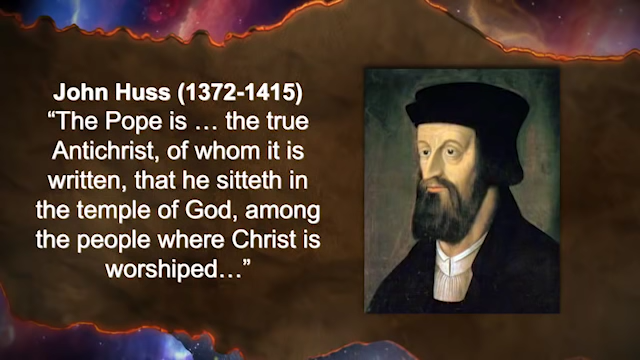 John Huss (1372-1415)
“The Pope is … the true
Antichrist, of whom it is
written, that he sitteth in
the temple of God, among
the people where Christ is
worshiped…”